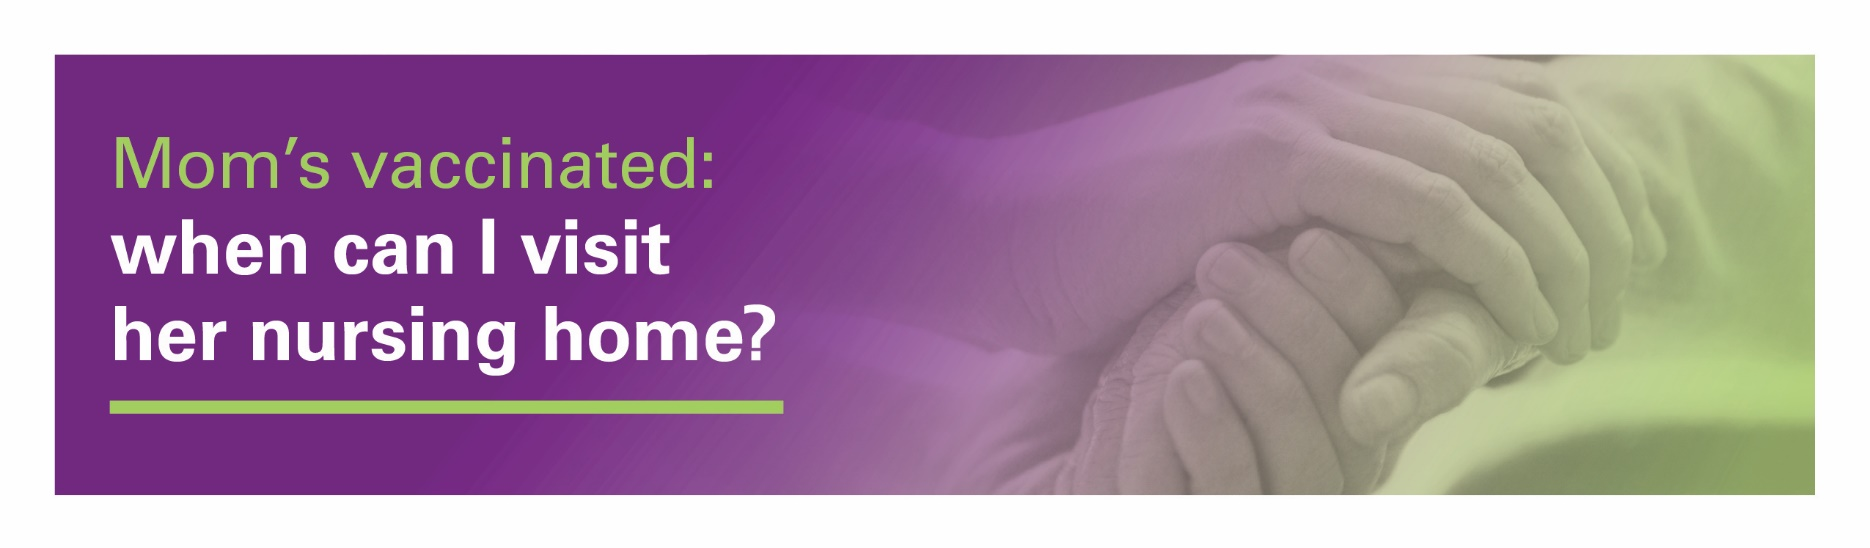 Mom’s vaccinated:
when can I visit
her nursing home?